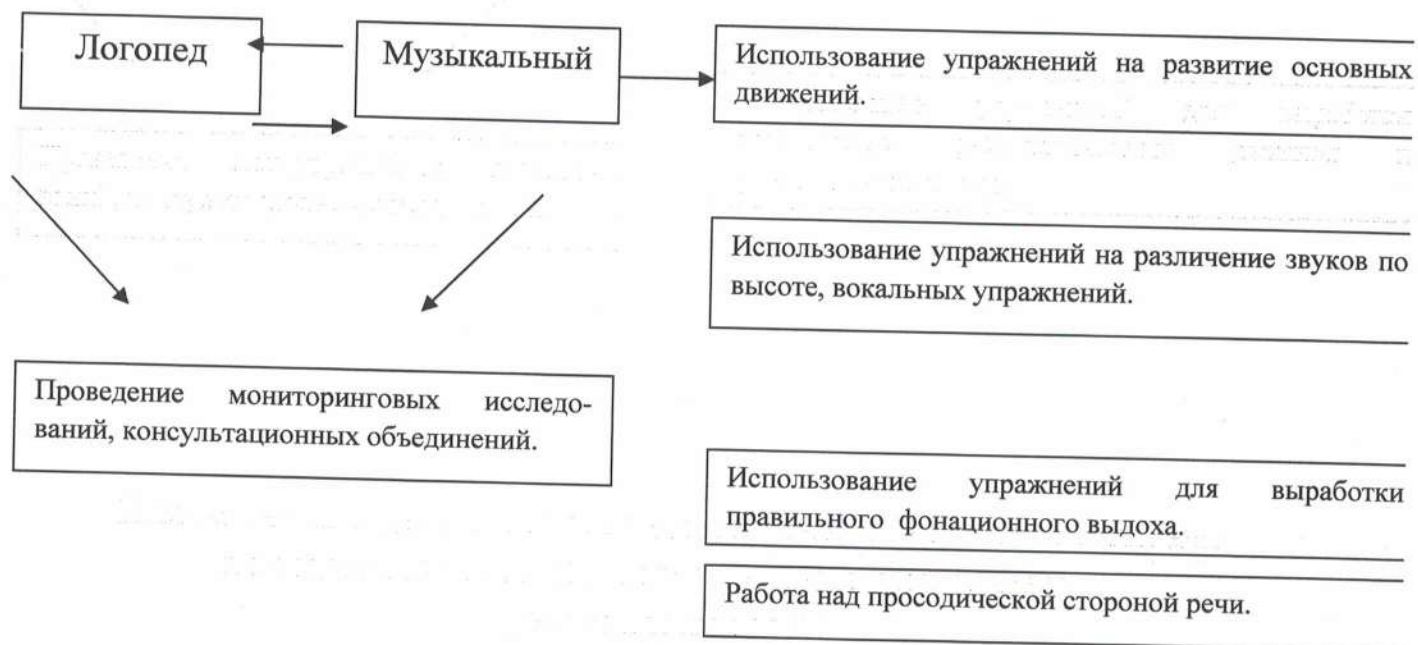 Логопед
Музыкальный
Использование упражнений на развитие основных
движений.
Использование упражнений на различение звуков по
высоте, вокальных упражнений.
Проведение мониторинговых исследо-
ваний, консультационных объединений.
Использование упражнений для выработки
правильного фонационного выдоха.
Работа над просодической стороной речи.